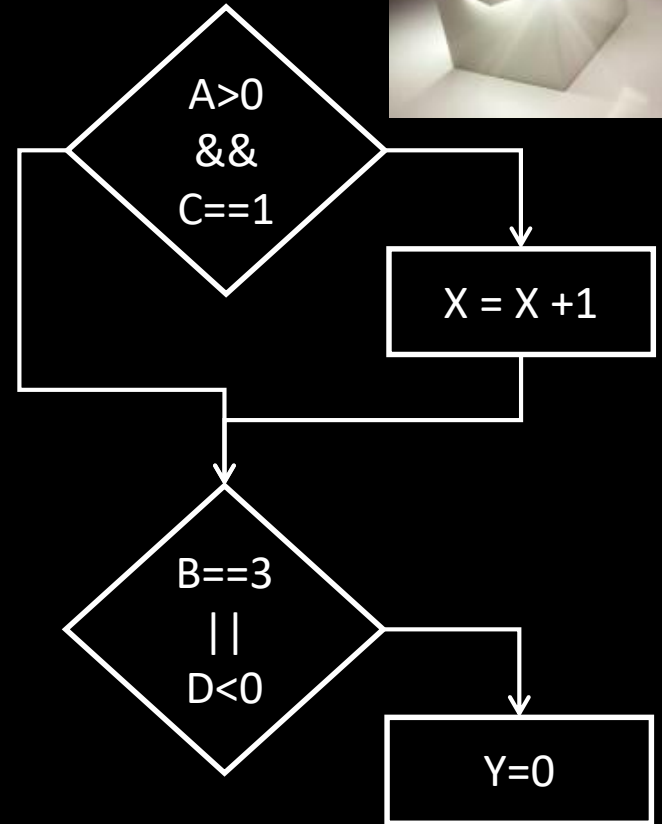 A>0
&&
C==1
X = X +1
B==3
||
D<0
Y=0